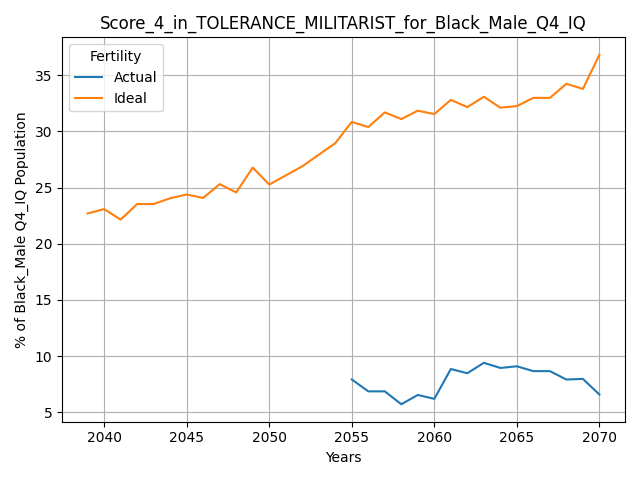 Score_4_in_TOLERANCE_MILITARIST_for_Black_Male_Q4_IQ
Fertility
Actual
Ideal
% of Black_Male Q4_IQ Population
35
30
25
20
15
10
5
2040 2045 2050 2055 2060 2065 2070
Years